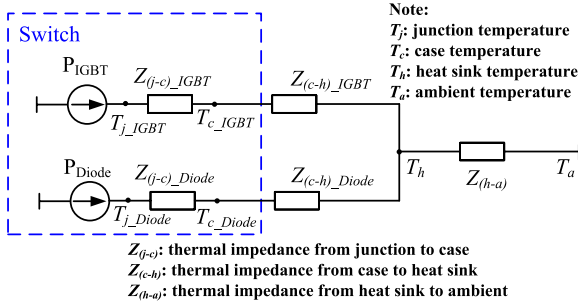 Note:
Tj: junction temperature
Tc: case temperature
Th: heat sink temperature
Ta: ambient temperature
Switch
PIGBT
Z(j-c)_IGBT
Z(c-h)_IGBT
Tj_IGBT
Tc_IGBT
PDiode
Z(j-c)_Diode
Z(c-h)_Diode
Tj_Diode
Tc_Diode
Th
Z(h-a)
Ta
Z(j-c): thermal impedance from junction to case
Z(c-h): thermal impedance from case to heat sink
Z(h-a): thermal impedance from heat sink to ambient